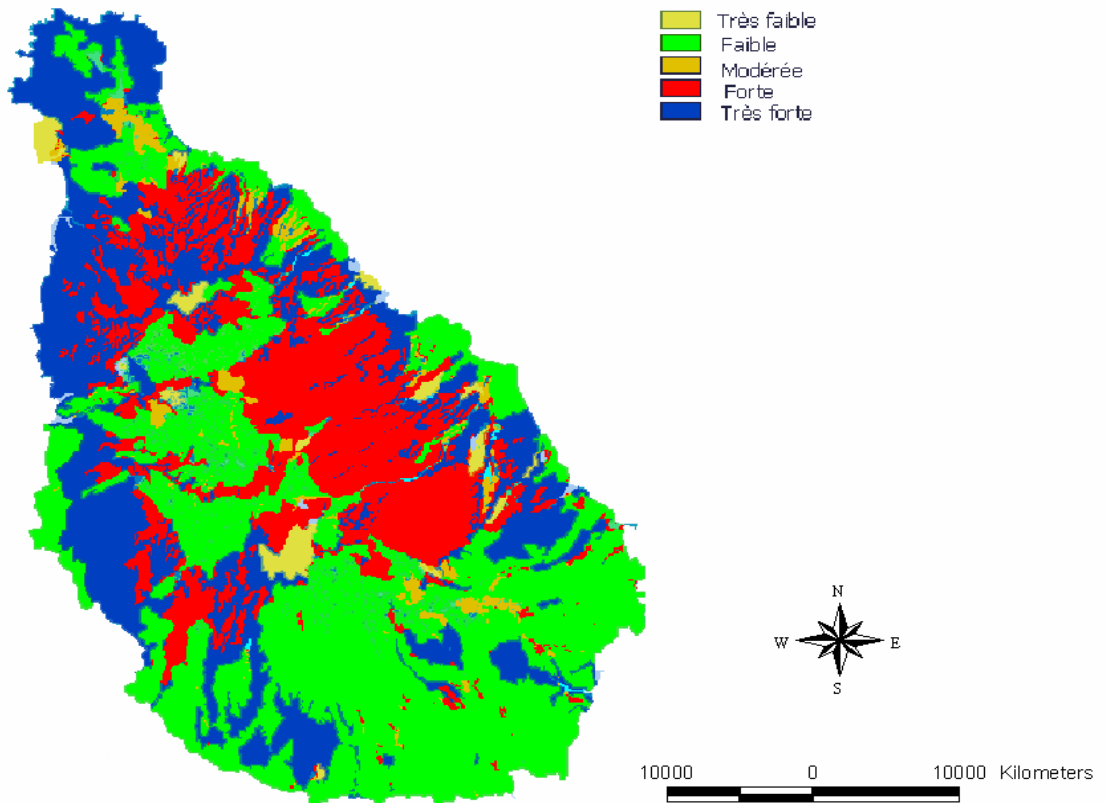 Très faible
Faible
Modérée
Forte
Très forte
N
W E
S
10000 0 10000 Kilometers